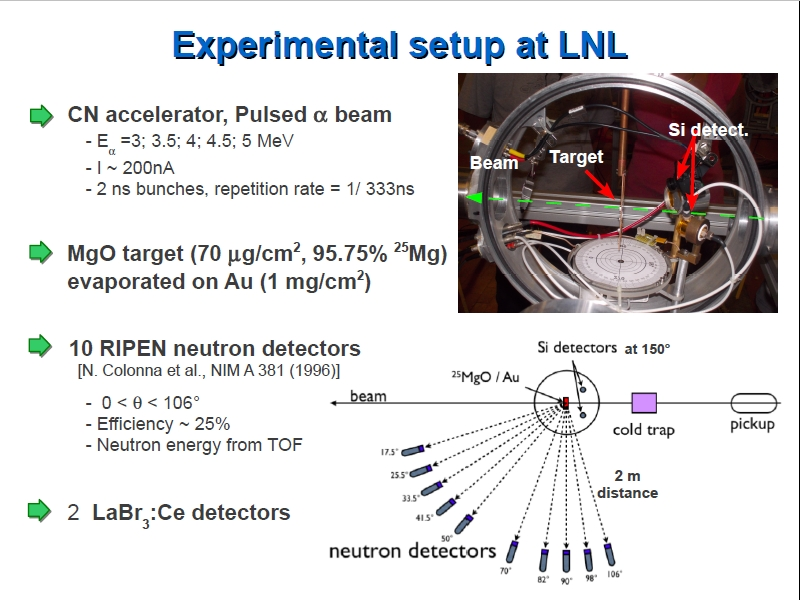 Experimental setup at LNL
CN accelerator, Pulsed α beam
- Eα =3; 3.5; 4; 4.5; 5 MeV
- I ~ 200nA
- 2 ns bunches, repetition rate = 1/ 333ns
MgO target (70 μg/cm², 95.75% ²⁵Mg)
evaporated on Au (1 mg/cm²)
10 RIPEN neutron detectors
[N. Colonna et al., NIM A 381 (1996)]
- 0 < θ < 106°
- Efficiency ~ 25%
- Neutron energy from TOF
2 LaBr₃:Ce detectors
Si detect.
Beam
Target
Si detectors at 150°
²⁵MgO / Au
beam
cold trap
pickup
2 m
distance
17.5°
25.5°
33.5°
41.5°
50°
neutron detectors
70°
82°
90°
98°
106°